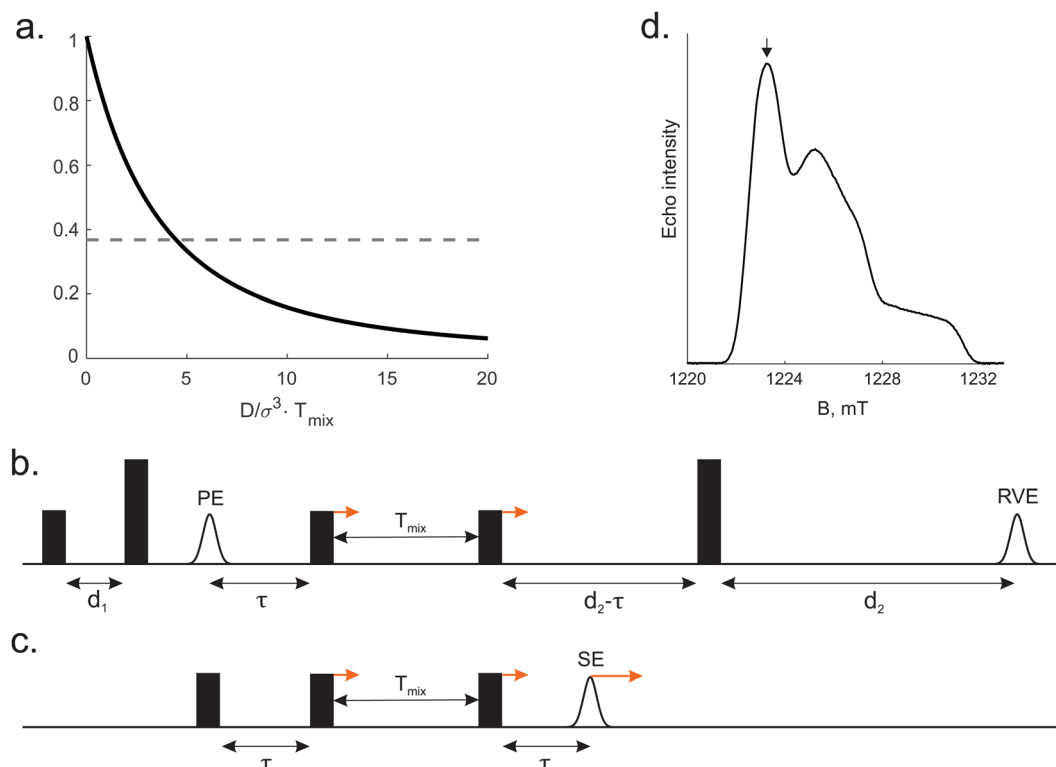 a.
1
0.8
0.6
0.4
0.2
0
0 5 10 15 20
D/σ³· T_mix
d.
Echo intensity
1220 1224 1228 1232
B, mT
b.
PE
T_mix
RVE
d₁
τ
d₂-τ
d₂
c.
T_mix
SE
τ
τ